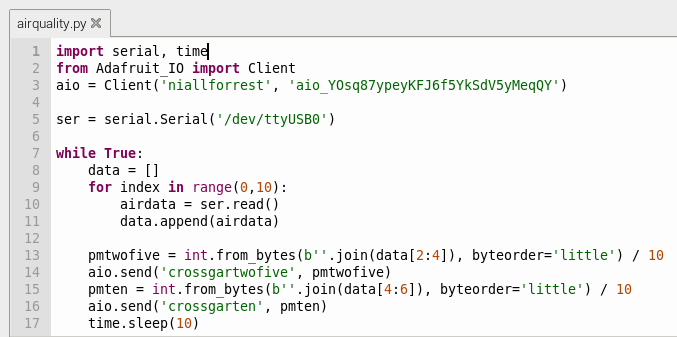 airquality.py
1 import serial, time
2 from Adafruit_IO import Client
3 aio = Client('niallforrest', 'aio_YOsq87ypeyKFJ6f5YkSdV5yMeqQY')
4
5 ser = serial.Serial('/dev/ttyUSB0')
6
7 while True:
8     data = []
9     for index in range(0,10):
10         airdata = ser.read()
11         data.append(airdata)
12
13     pmtwofive = int.from_bytes(b''.join(data[2:4]), byteorder='little') / 10
14     aio.send('crossgartwofive', pmtwofive)
15     pmten = int.from_bytes(b''.join(data[4:6]), byteorder='little') / 10
16     aio.send('crossgarten', pmten)
17     time.sleep(10)